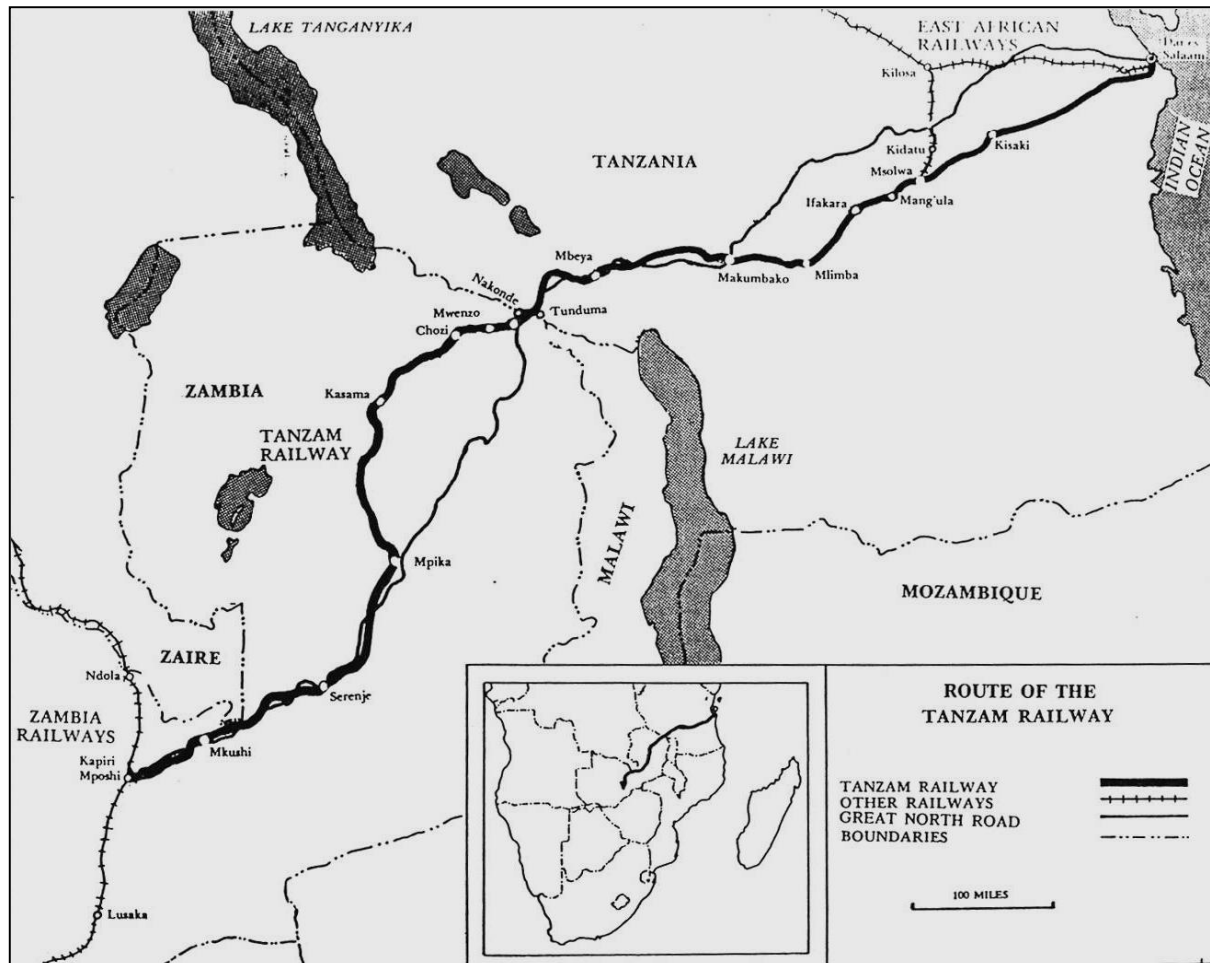 LAKE TANGANYIKA
EAST AFRICAN
RAILWAYS
Dar es
Salaam
Kilosa
INDIAN
OCEAN
TANZANIA
Kidatu
Kisaki
Msolwa
Ifakara
Mang'ula
Mbeya
Makumbako
Mlimba
Nakonde
Mwenzo
Tunduma
Chozi
ZAMBIA
Kasama
TANZAM
RAILWAY
LAKE
MALAWI
Mpika
MALAWI
MOZAMBIQUE
ZAIRE
Ndola
Serenje
ZAMBIA
RAILWAYS
Mkushi
Kapiri
Mposhi
Lusaka
ROUTE OF THE
TANZAM RAILWAY
TANZAM RAILWAY
OTHER RAILWAYS
GREAT NORTH ROAD
BOUNDARIES
100 MILES